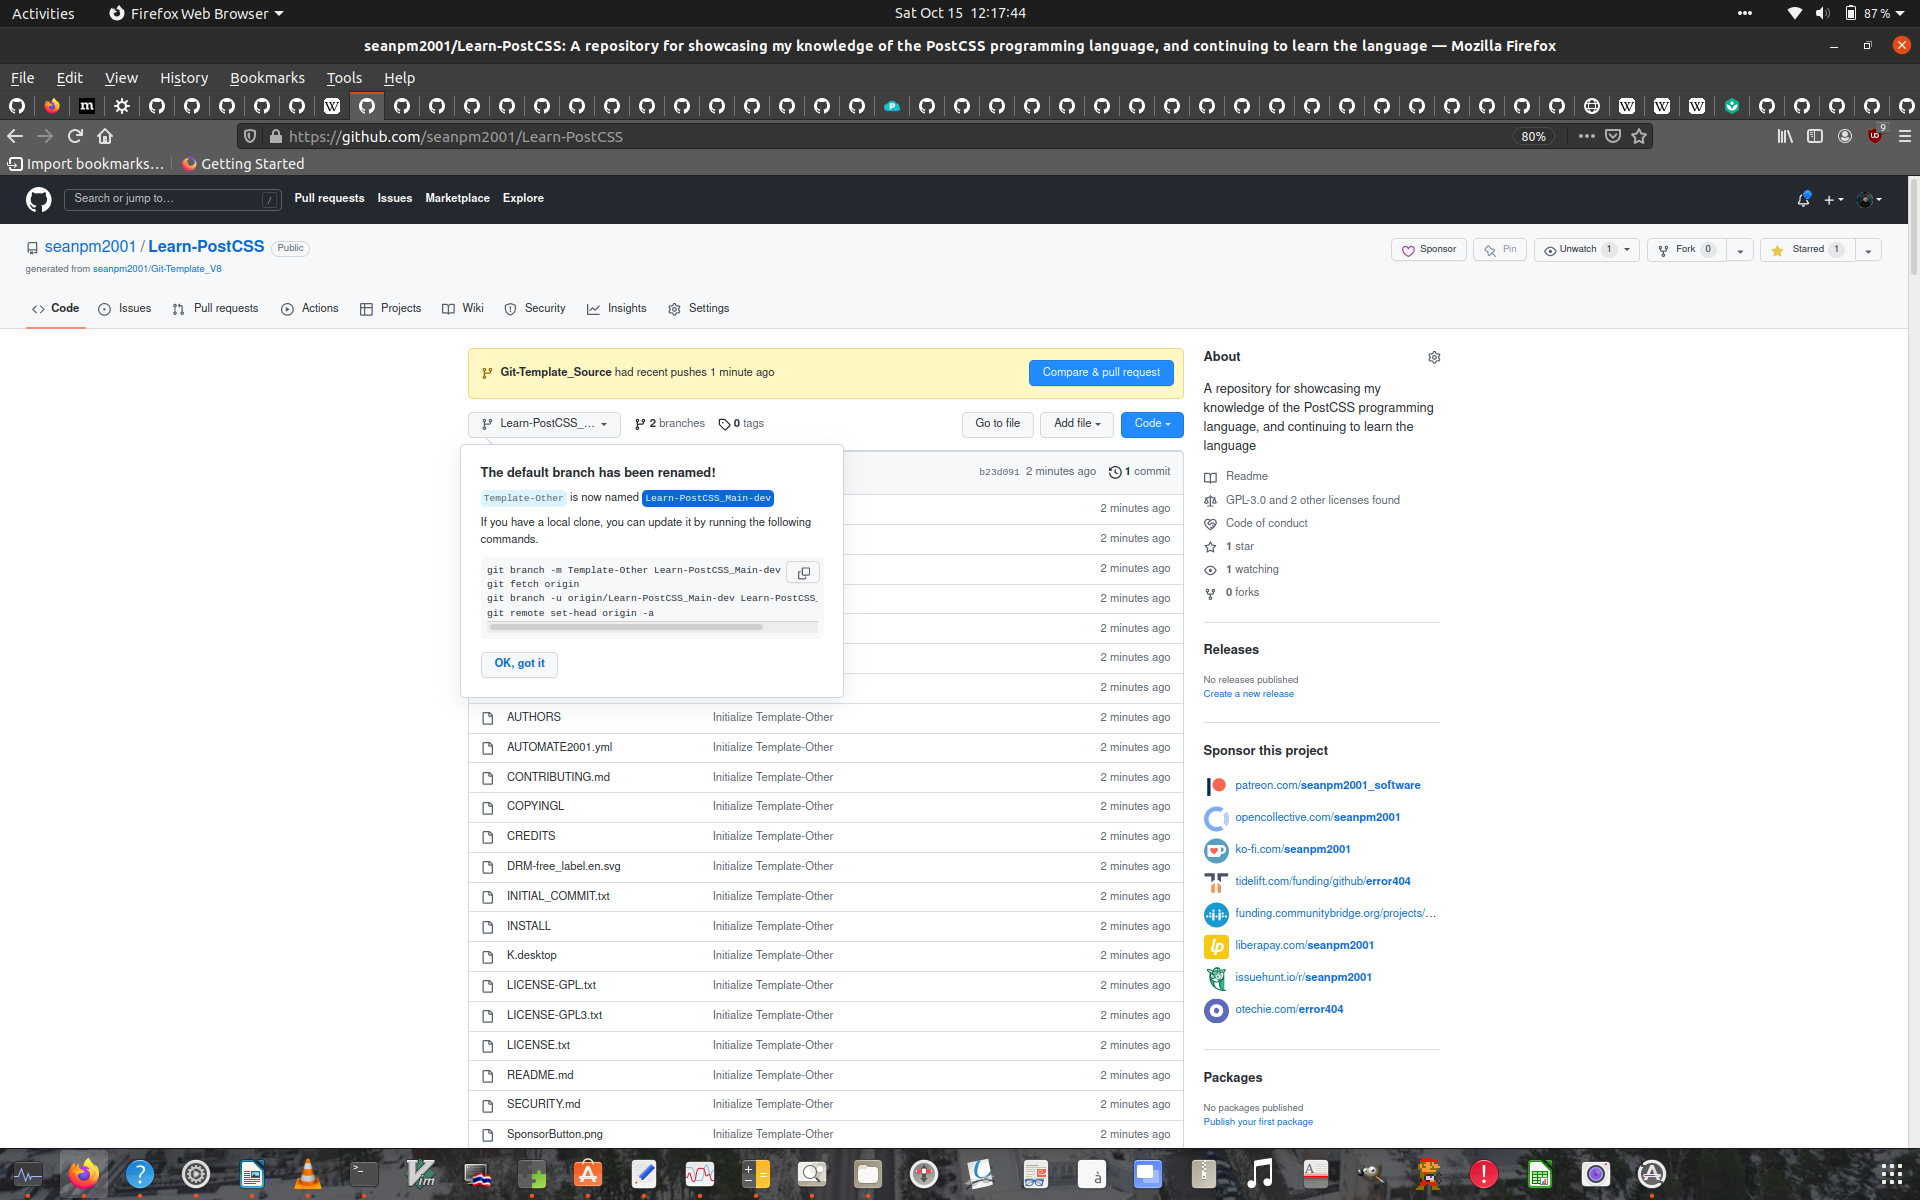 Activities
Firefox Web Browser
Sat Oct 15 12:17:44
87 %
seanpm2001/Learn-PostCSS: A repository for showcasing my knowledge of the PostCSS programming language, and continuing to learn the language — Mozilla Firefox
File Edit View History Bookmarks Tools Help
https://github.com/seanpm2001/Learn-PostCSS
80%
9
Import bookmarks…
Getting Started
Search or jump to…
/
Pull requests Issues Marketplace Explore
seanpm2001 / Learn-PostCSS Public
generated from seanpm2001/Git-Template_V8
Sponsor
Pin
Unwatch 1
Fork 0
Starred 1
Code
Issues
Pull requests
Actions
Projects
Wiki
Security
Insights
Settings
Git-Template_Source had recent pushes 1 minute ago
Compare & pull request
Learn-PostCSS_...
2 branches
0 tags
Go to file
Add file
Code
The default branch has been renamed!
Template-Other is now named Learn-PostCSS_Main-dev
If you have a local clone, you can update it by running the following
commands.
git branch -m Template-Other Learn-PostCSS_Main-dev
git fetch origin
git branch -u origin/Learn-PostCSS_Main-dev Learn-PostCSS_
git remote set-head origin -a
OK, got it
b23d091 2 minutes ago 1 commit
2 minutes ago
2 minutes ago
2 minutes ago
2 minutes ago
2 minutes ago
2 minutes ago
2 minutes ago
AUTHORS Initialize Template-Other 2 minutes ago
AUTOMATE2001.yml Initialize Template-Other 2 minutes ago
CONTRIBUTING.md Initialize Template-Other 2 minutes ago
COPYINGL Initialize Template-Other 2 minutes ago
CREDITS Initialize Template-Other 2 minutes ago
DRM-free_label.en.svg Initialize Template-Other 2 minutes ago
INITIAL_COMMIT.txt Initialize Template-Other 2 minutes ago
INSTALL Initialize Template-Other 2 minutes ago
K.desktop Initialize Template-Other 2 minutes ago
LICENSE-GPL.txt Initialize Template-Other 2 minutes ago
LICENSE-GPL3.txt Initialize Template-Other 2 minutes ago
LICENSE.txt Initialize Template-Other 2 minutes ago
README.md Initialize Template-Other 2 minutes ago
SECURITY.md Initialize Template-Other 2 minutes ago
SponsorButton.png Initialize Template-Other 2 minutes ago
About
A repository for showcasing my
knowledge of the PostCSS programming
language, and continuing to learn the
language
Readme
GPL-3.0 and 2 other licenses found
Code of conduct
1 star
1 watching
0 forks
Releases
No releases published
Create a new release
Sponsor this project
patreon.com/seanpm2001_software
opencollective.com/seanpm2001
ko-fi.com/seanpm2001
tidelift.com/funding/github/error404
funding.communitybridge.org/projects/...
liberapay.com/seanpm2001
issuehunt.io/r/seanpm2001
otechie.com/error404
Packages
No packages published
Publish your first package